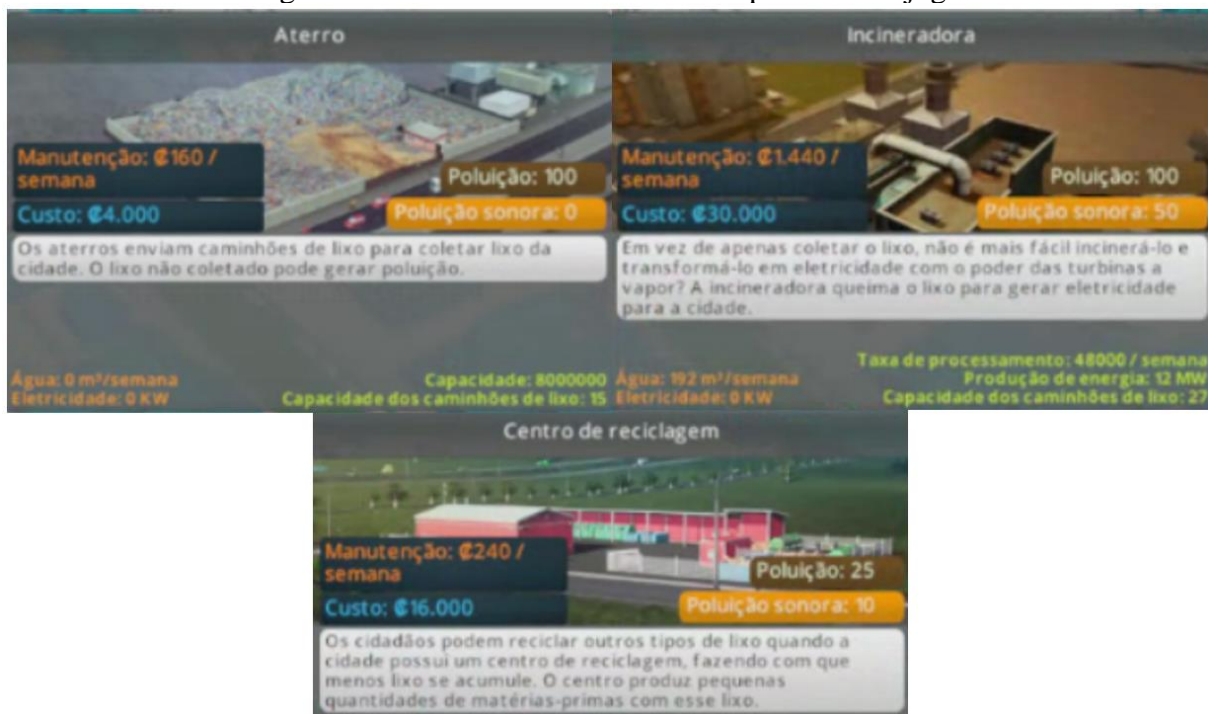 Aterro
Manutenção: ₡160 /
semana
Poluição: 100
Custo: ₡4.000
Poluição sonora: 0
Os aterros enviam caminhões de lixo para coletar lixo da
cidade. O lixo não coletado pode gerar poluição.
Água: 0 m³/semana
Eletricidade: 0 KW
Capacidade: 8000000
Capacidade dos caminhões de lixo: 15
Incineradora
Manutenção: ₡1.440 /
semana
Poluição: 100
Custo: ₡30.000
Poluição sonora: 50
Em vez de apenas coletar o lixo, não é mais fácil incinerá-lo e
transformá-lo em eletricidade com o poder das turbinas a
vapor? A incineradora queima o lixo para gerar eletricidade
para a cidade.
Taxa de processamento: 48000 / semana
Água: 192 m³/semana
Produção de energia: 12 MW
Eletricidade: 0 KW
Capacidade dos caminhões de lixo: 27
Centro de reciclagem
Manutenção: ₡240 /
semana
Poluição: 25
Custo: ₡16.000
Poluição sonora: 10
Os cidadãos podem reciclar outros tipos de lixo quando a
cidade possui um centro de reciclagem, fazendo com que
menos lixo se acumule. O centro produz pequenas
quantidades de matérias-primas com esse lixo.